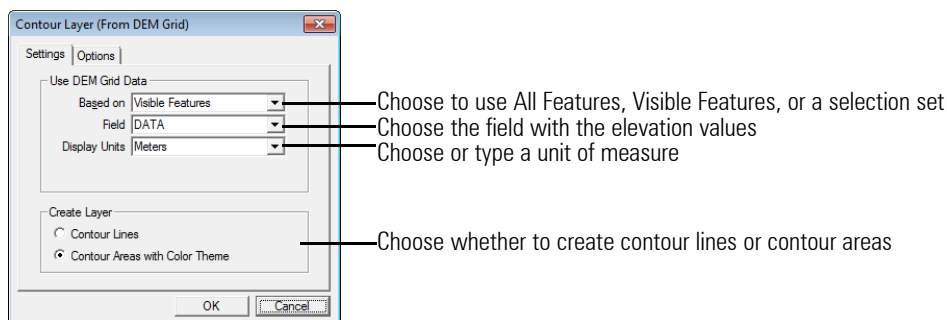 Contour Layer (From DEM Grid)
Settings
Options
Use DEM Grid Data
Based on Visible Features
Choose to use All Features, Visible Features, or a selection set
Field DATA
Choose the field with the elevation values
Display Units Meters
Choose or type a unit of measure
Create Layer
Contour Lines
Choose whether to create contour lines or contour areas
Contour Areas with Color Theme
OK
Cancel